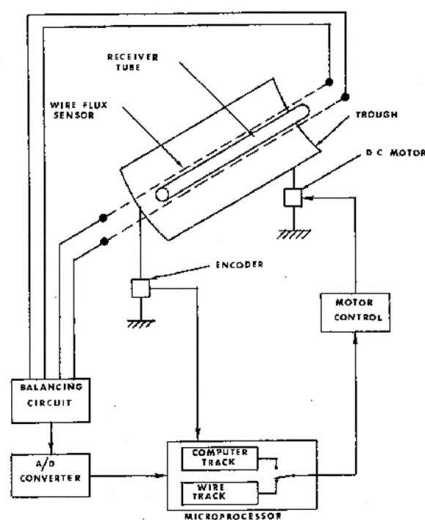 RECEIVER
TUBE
WIRE FLUX
SENSOR
TROUGH
D C MOTOR
ENCODER
MOTOR
CONTROL
BALANCING
CIRCUIT
A/D
CONVERTER
COMPUTER
TRACK
WIRE
TRACK
MICROPROCESSOR